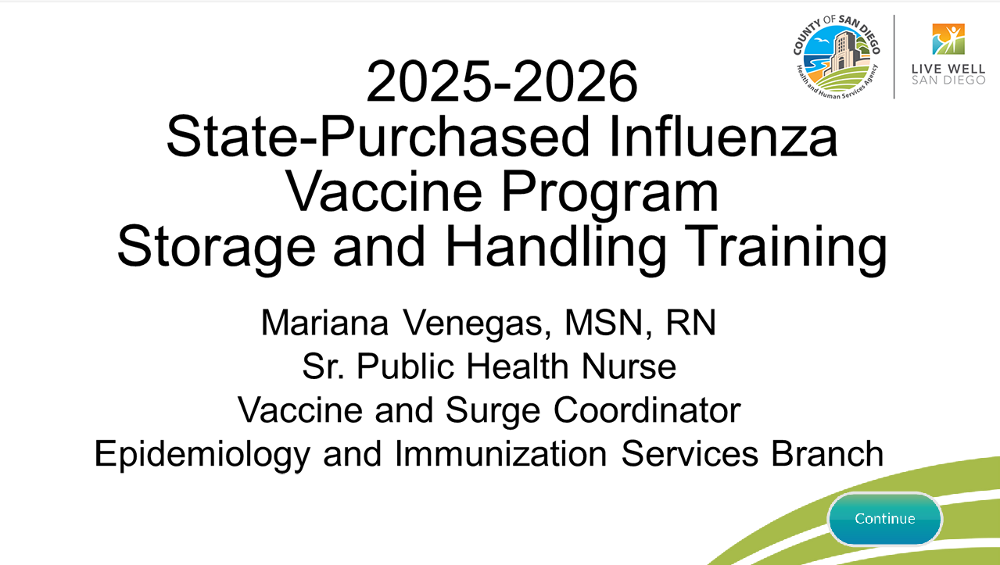 COUNTY OF SAN DIEGO
Health and Human Services Agency
LIVE WELL
SAN DIEGO
2025-2026
State-Purchased Influenza
Vaccine Program
Storage and Handling Training
Mariana Venegas, MSN, RN
Sr. Public Health Nurse
Vaccine and Surge Coordinator
Epidemiology and Immunization Services Branch
Continue